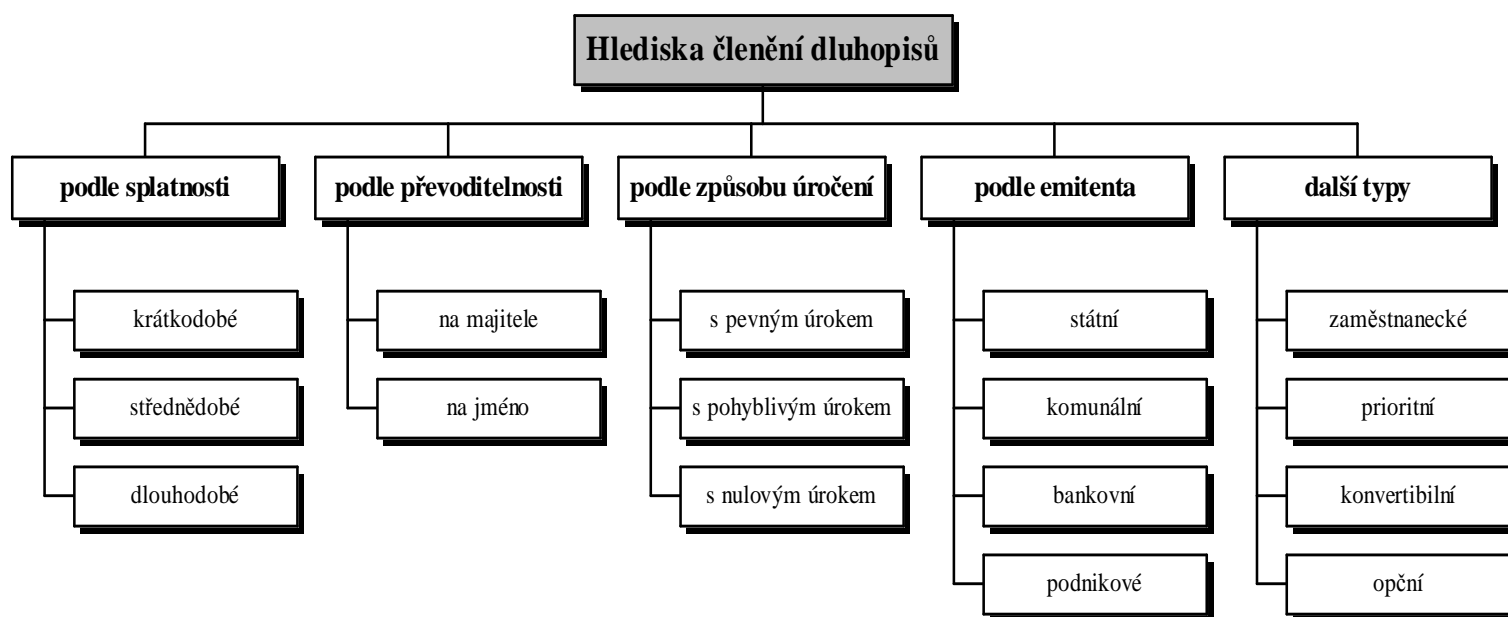 Hlediska členění dluhopisů
podle splatnosti
krátkodobé
střednědobé
dlouhodobé
podle převoditelnosti
na majitele
na jméno
podle způsobu úročení
s pevným úrokem
s pohyblivým úrokem
s nulovým úrokem
podle emitenta
státní
komunální
bankovní
podnikové
další typy
zaměstnanecké
prioritní
konvertibilní
opční